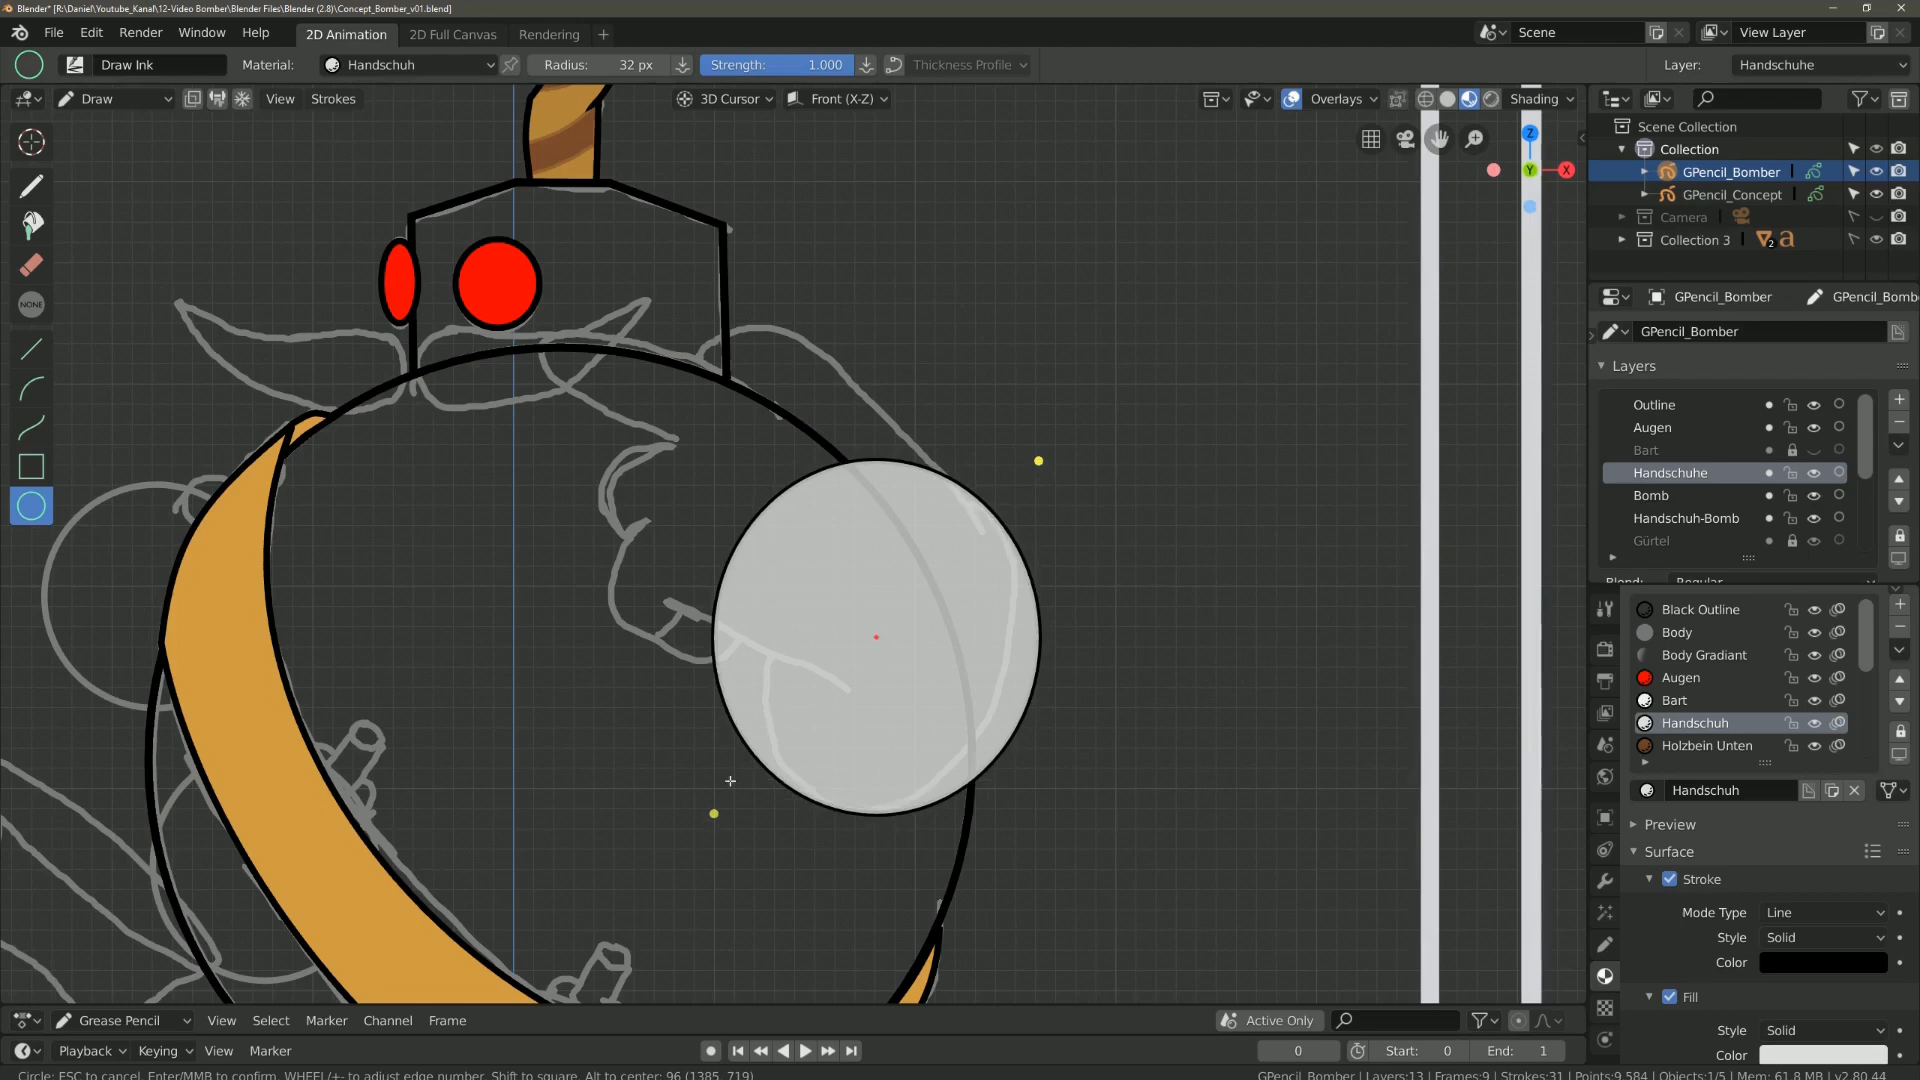 Blender* [R:\Daniel\Youtube_Kanal\12-Video Bomber\Blender Files\Blender (2.8)\Concept_Bomber_v01.blend]
File Edit Render Window Help 2D Animation 2D Full Canvas Rendering + Scene View Layer
Draw Ink Material: Handschuh Radius: 32 px Strength: 1.000 Thickness Profile Layer: Handschuhe
Draw View Strokes 3D Cursor Front (X-Z) Overlays Shading
Scene Collection
Z
Collection
Y X
GPencil_Bomber
GPencil_Concept
NONE
Camera
Collection 3 2 a
GPencil_Bomber GPencil_Bomb
GPencil_Bomber
Layers
Outline
Augen
Bart
Handschuhe
Bomb
Handschuh-Bomb
Gürtel
Blend: Regular
Black Outline
Body
Body Gradiant
Augen
Bart
Handschuh
Holzbein Unten
Handschuh
Preview
Surface
Stroke
Mode Type Line
Style Solid
Color
Fill
Style Solid
Color
Grease Pencil View Select Marker Channel Frame Active Only
Playback Keying View Marker 0 Start: 0 End: 1
Circle: ESC to cancel, Enter/MMB to confirm, WHEEL/+- to adjust edge number, Shift to square, Alt to center: 96 (1385, 719)
GPencil_Bomber | Layers:13 | Frames:9 | Strokes:31 | Points:9,584 | Objects:1/5 | Mem: 61.8 MB | v2.80.44